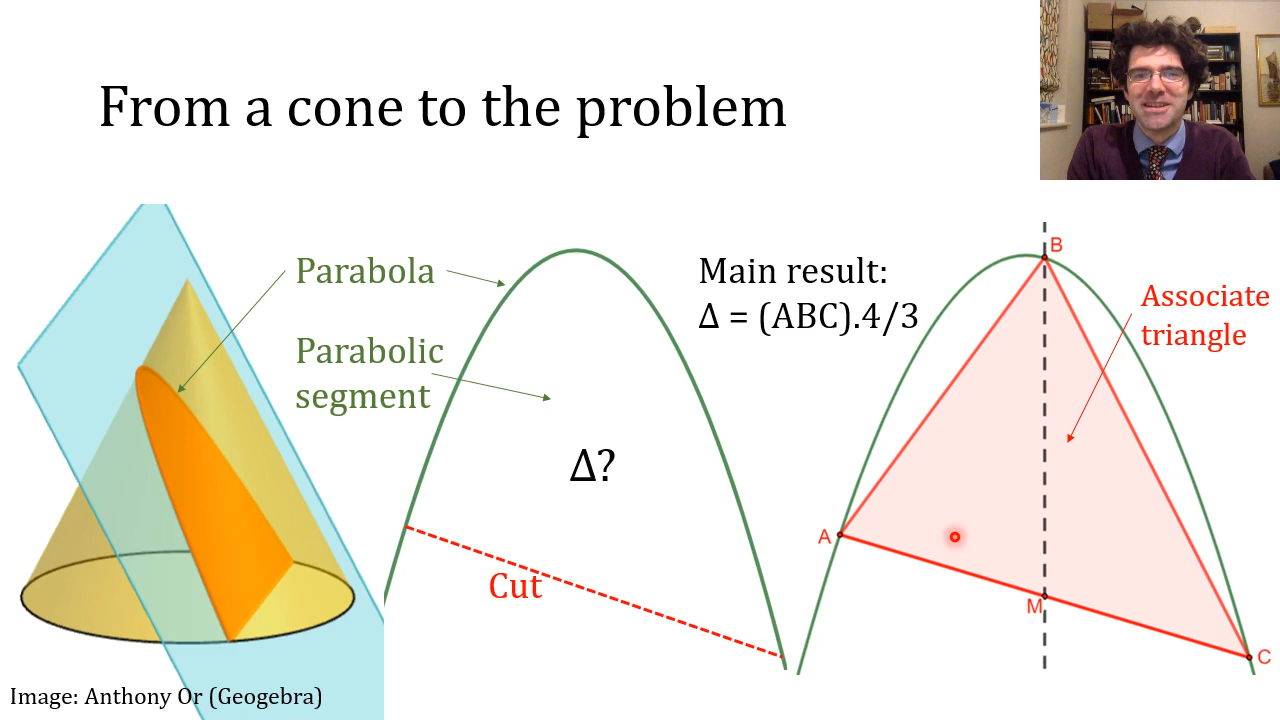 From a cone to the problem
Parabola
Parabolic
segment
Δ?
Cut
Main result:
Δ = (ABC).4/3
B
Associate
triangle
A
M
C
Image: Anthony Or (Geogebra)